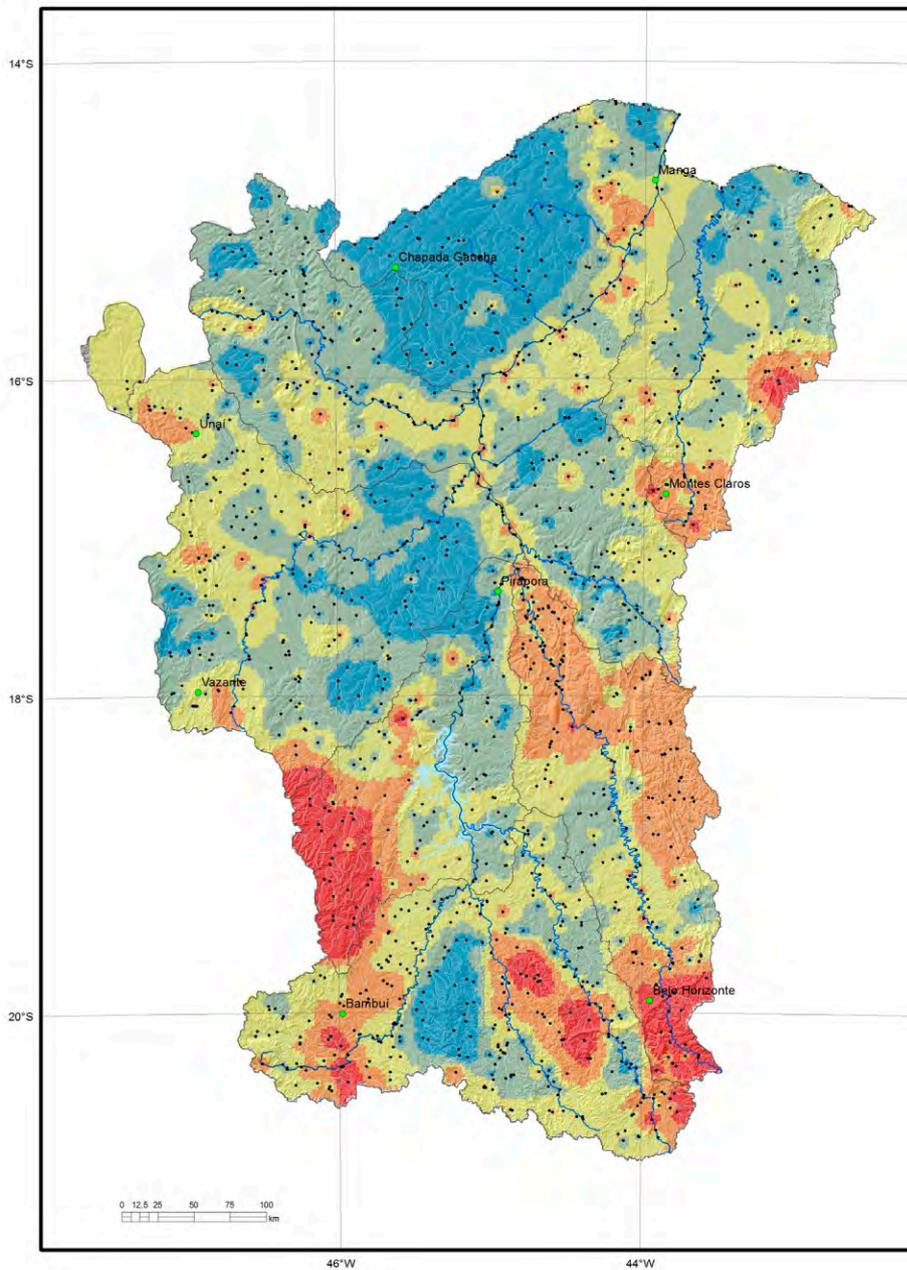 14°S
Manga
Chapada Gaúcha
16°S
Unaí
Montes Claros
Pirapora
18°S
Vazante
Belo Horizonte
20°S
Bambuí
0 12,5 25 50 75 100
km
46°W 44°W